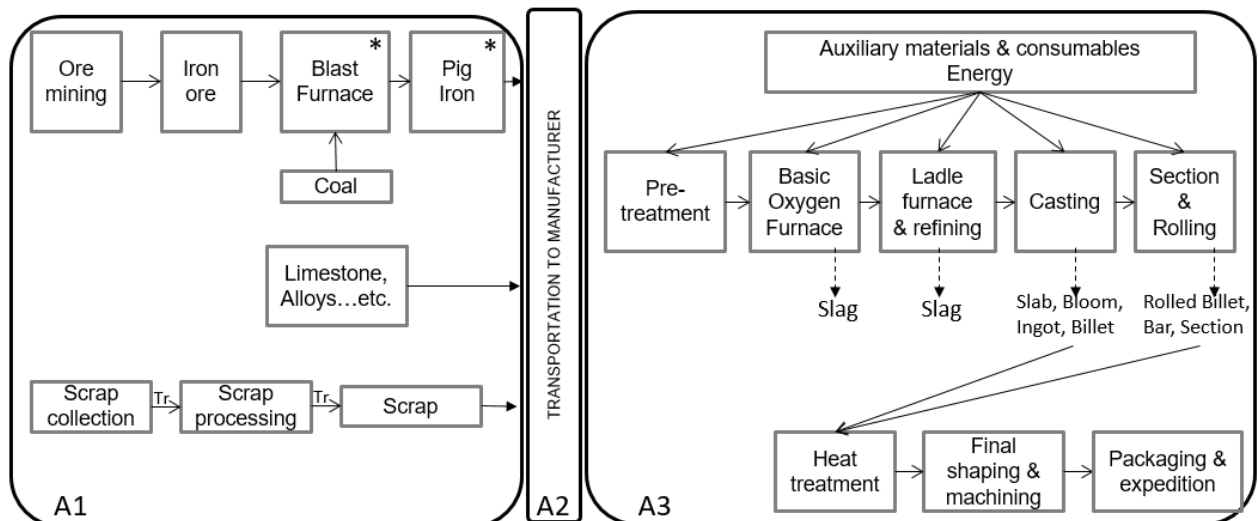 Ore
mining
Iron
ore
*
Blast
Furnace
*
Pig
Iron
Coal
Limestone,
Alloys…etc.
Scrap
collection
Tr
Scrap
processing
Tr
Scrap
A1
TRANSPORTATION TO MANUFACTURER
A2
Auxiliary materials & consumables
Energy
Pre-
treatment
Basic
Oxygen
Furnace
Ladle
furnace
& refining
Casting
Section
&
Rolling
Slag
Slag
Slab, Bloom,
Ingot, Billet
Rolled Billet,
Bar, Section
Heat
treatment
Final
shaping &
machining
Packaging &
expedition
A3